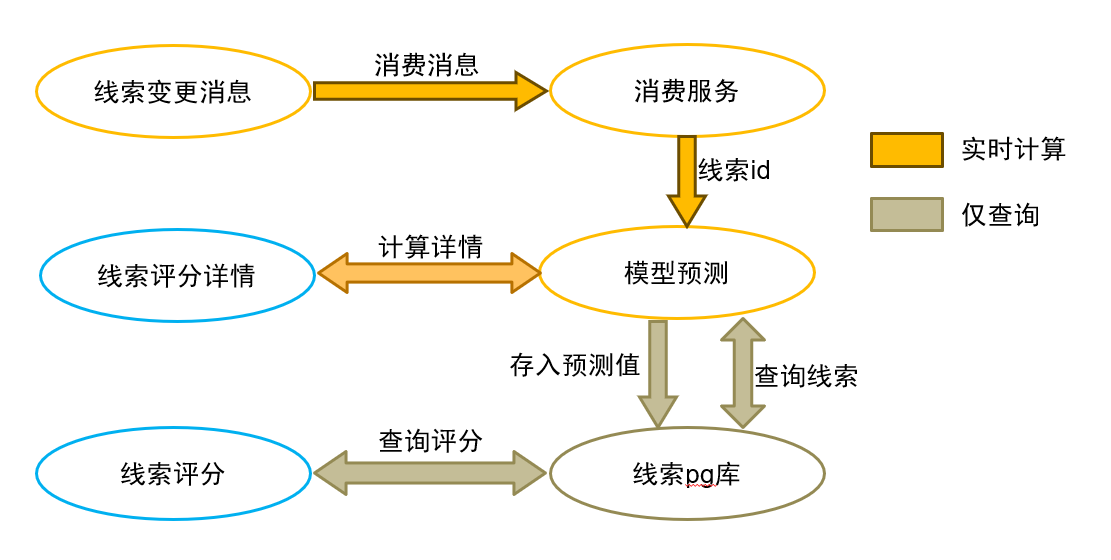 线索变更消息
消费消息
消费服务
实时计算
线索id
仅查询
线索评分详情
计算详情
模型预测
存入预测值
查询线索
线索评分
查询评分
线索pg库